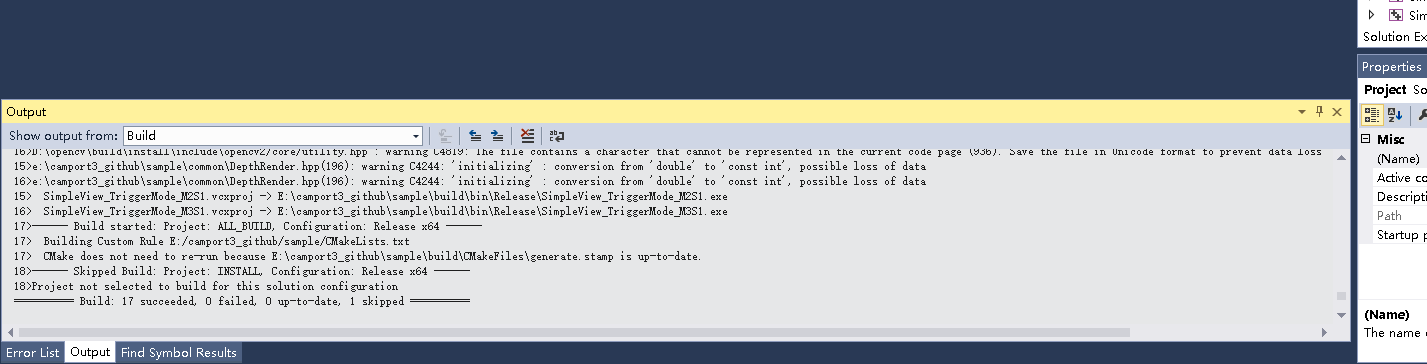 Sim
Sim
Solution Ex
Properties
Project So
Misc
(Name)
Active co
Descripti
Path
Startup p
(Name)
The name o
Output
Show output from: Build
16>D:\opencv\build\install\include\opencv2/core/utility.hpp : warning C4819: The file contains a character that cannot be represented in the current code page (936). Save the file in Unicode format to prevent data loss
15>e:\camport3_github\sample\common\DepthRender.hpp(196): warning C4244: 'initializing' : conversion from 'double' to 'const int', possible loss of data
16>e:\camport3_github\sample\common\DepthRender.hpp(196): warning C4244: 'initializing' : conversion from 'double' to 'const int', possible loss of data
15>  SimpleView_TriggerMode_M2S1.vcxproj -> E:\camport3_github\sample\build\bin\Release\SimpleView_TriggerMode_M2S1.exe
16>  SimpleView_TriggerMode_M3S1.vcxproj -> E:\camport3_github\sample\build\bin\Release\SimpleView_TriggerMode_M3S1.exe
17>------ Build started: Project: ALL_BUILD, Configuration: Release x64 ------
17>  Building Custom Rule E:/camport3_github/sample/CMakeLists.txt
17>  CMake does not need to re-run because E:\camport3_github\sample\build\CMakeFiles\generate.stamp is up-to-date.
18>------ Skipped Build: Project: INSTALL, Configuration: Release x64 ------
18>Project not selected to build for this solution configuration
========== Build: 17 succeeded, 0 failed, 0 up-to-date, 1 skipped ==========
Error List Output Find Symbol Results